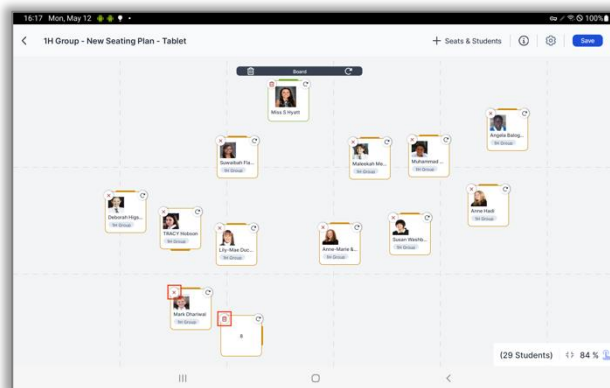 16:17 Mon, May 12
100%
1H Group - New Seating Plan - Tablet
+ Seats & Students
Save
Board
Miss S Hyatt
Angela Balog...
1H Group
Suwaibah Fla...
1H Group
Maleekah Me...
1H Group
Muhammad ...
1H Group
Deborah Higs...
1H Group
TRACY Hobson
1H Group
Lily-Mae Duc...
1H Group
Anne-Marie &...
1H Group
Susan Washb...
1H Group
Anne Hadi
1H Group
Mark Dhariwal
1H Group
(29 Students)
84 %